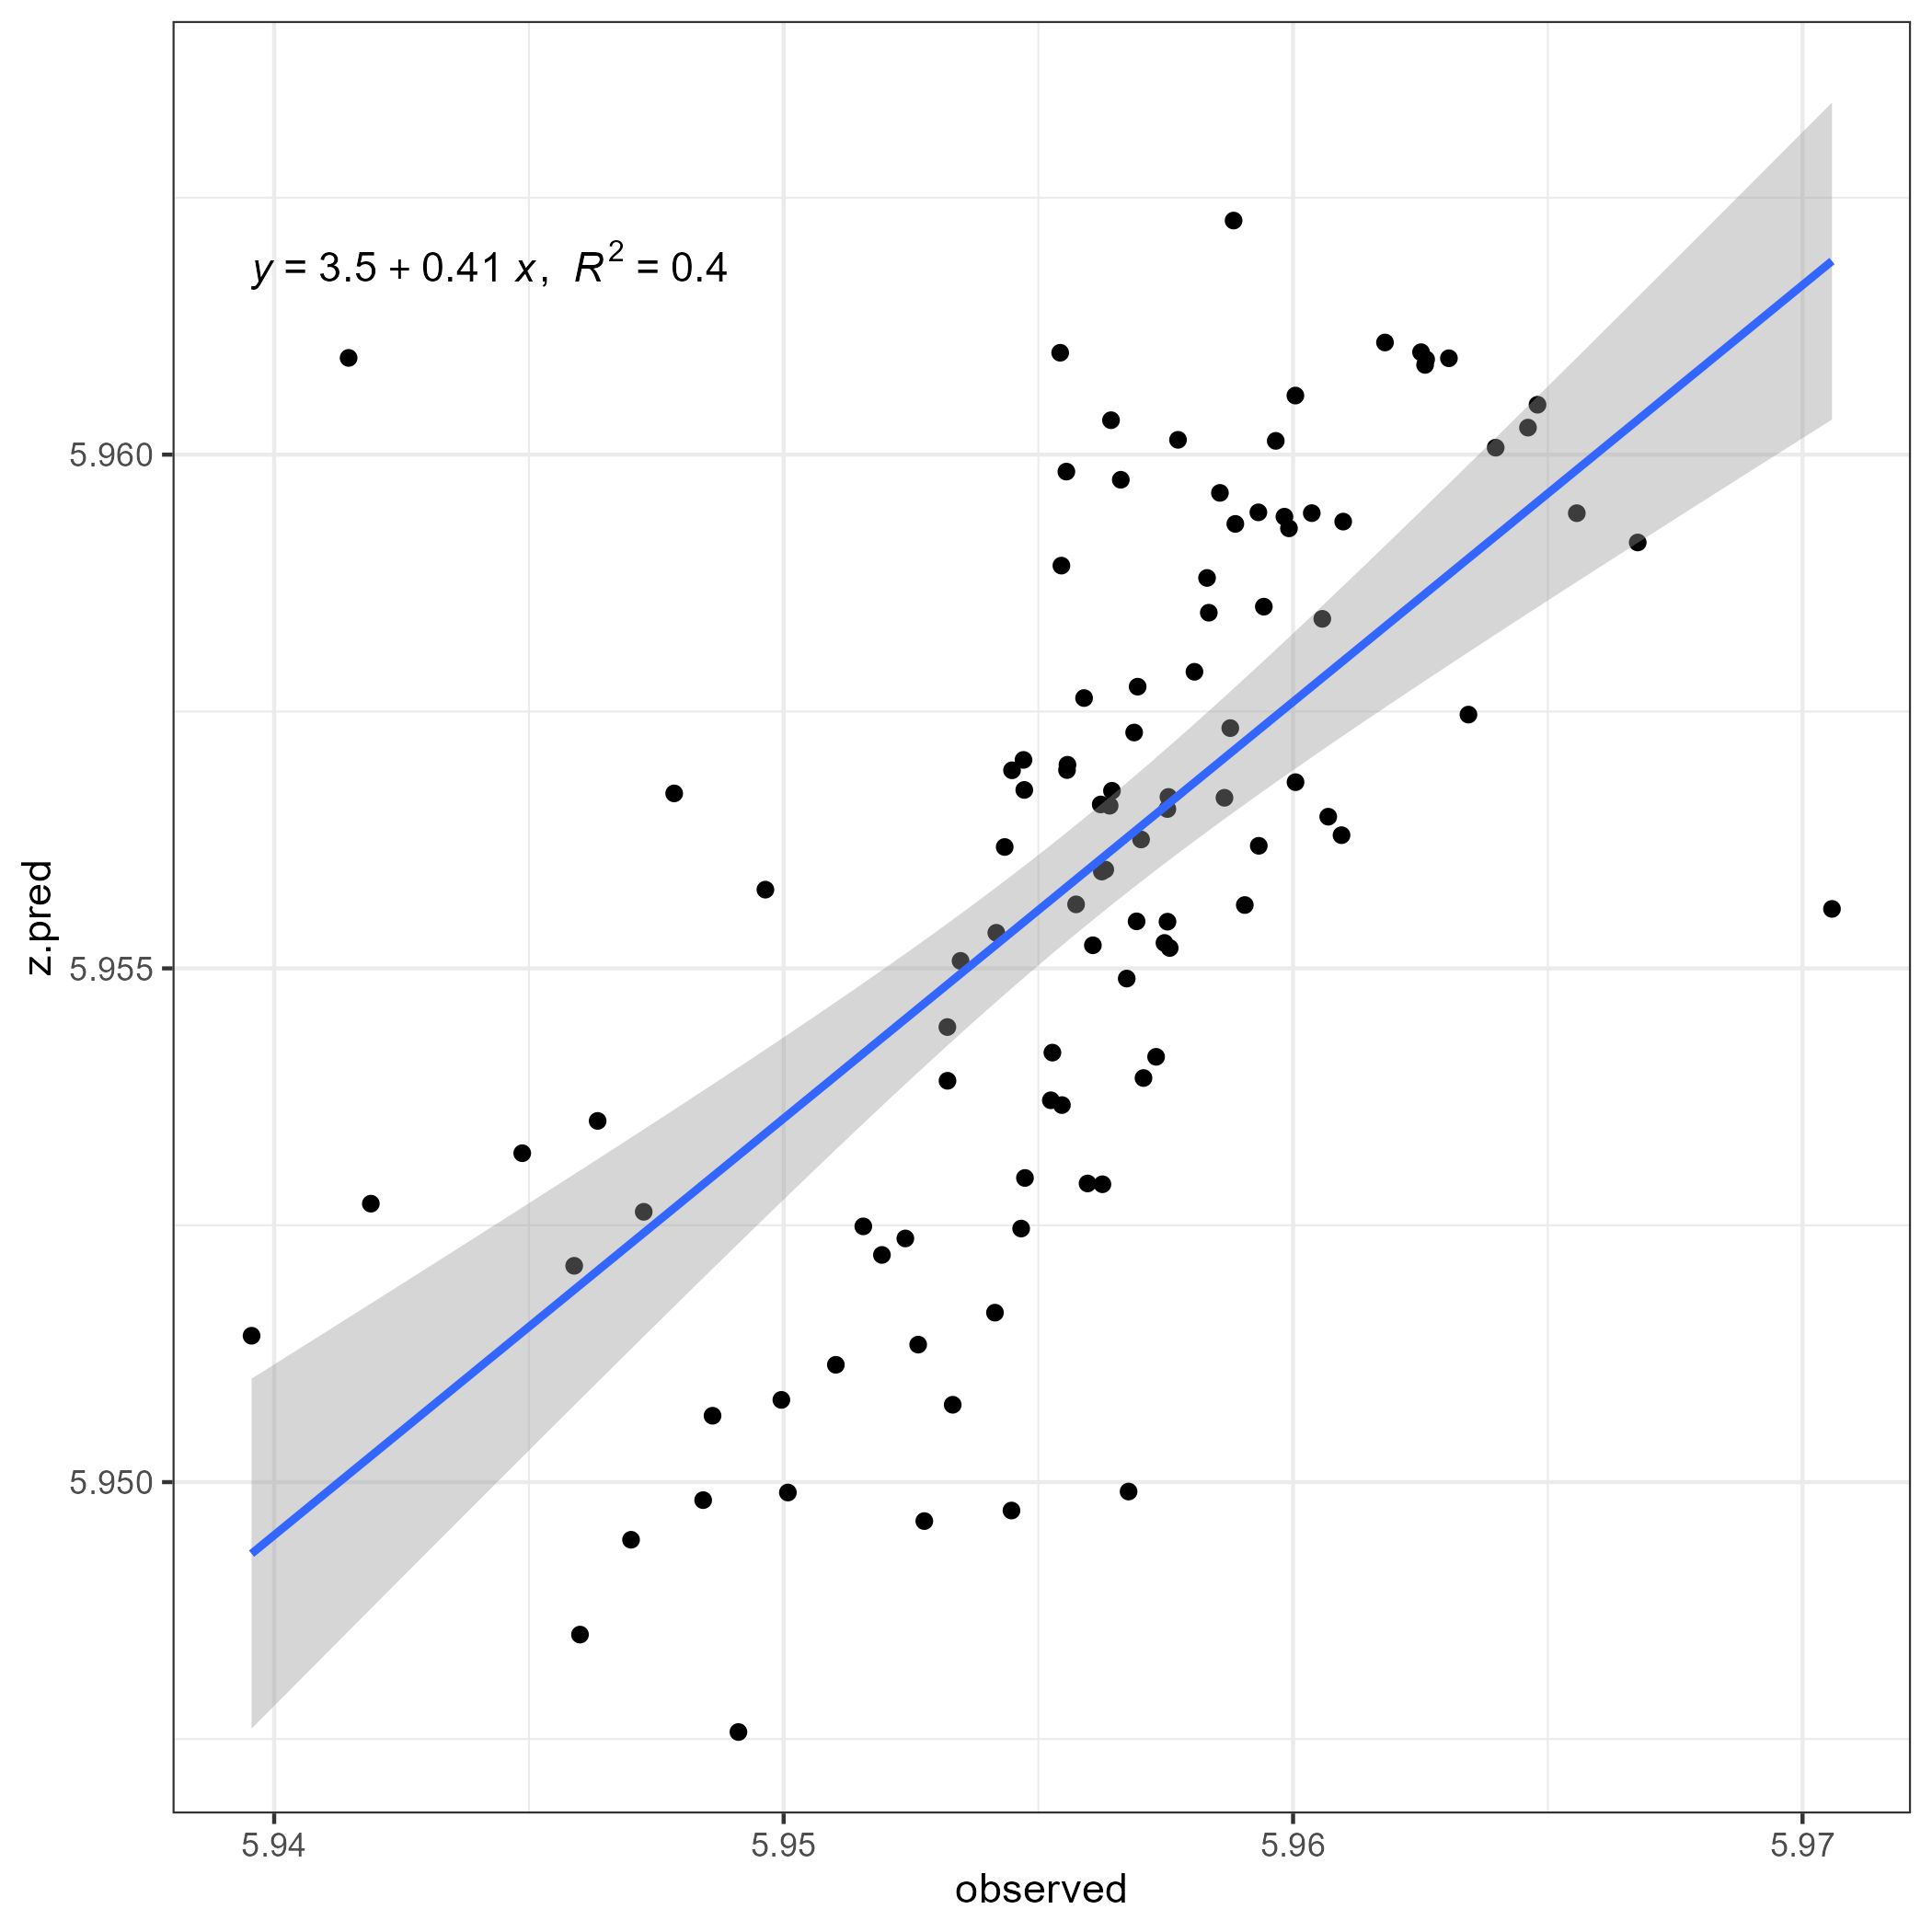 y = 3.5 + 0.41 x, R² = 0.4
z.pred
5.960
5.955
5.950
5.94 5.95 5.96 5.97
observed